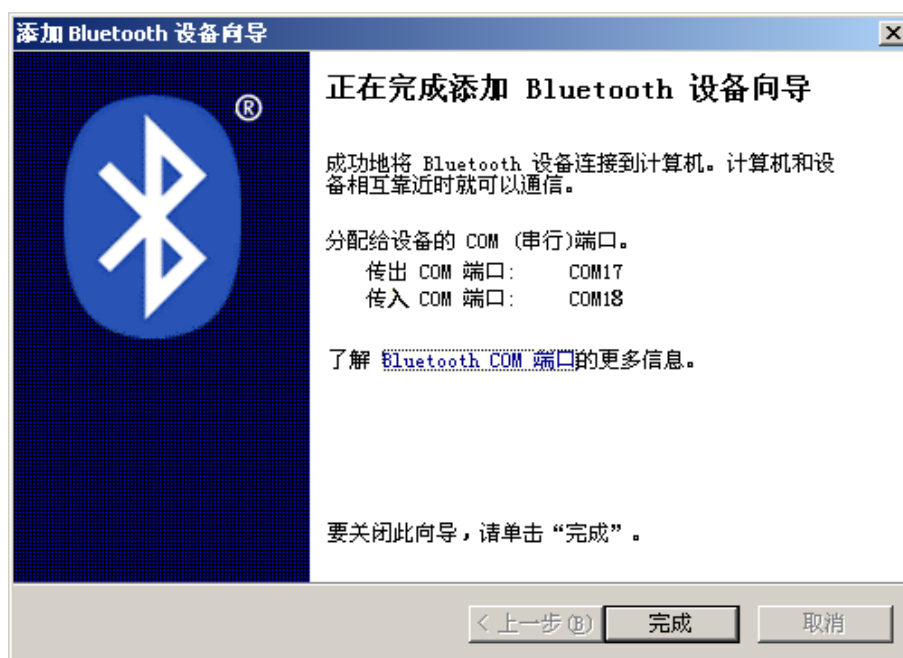 添加 Bluetooth 设备向导
®
正在完成添加 Bluetooth 设备向导
成功地将 Bluetooth 设备连接到计算机。计算机和设
备相互靠近时就可以通信。
分配给设备的 COM (串行)端口。
传出 COM 端口: COM17
传入 COM 端口: COM18
了解 Bluetooth COM 端口的更多信息。
要关闭此向导，请单击“完成”。
< 上一步(B) 完成 取消